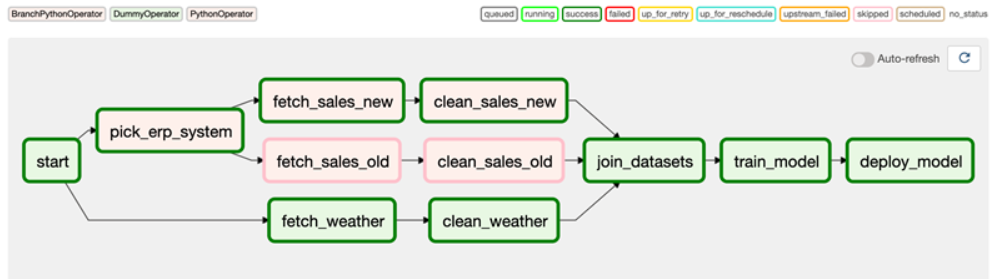 BranchPythonOperator DummyOperator PythonOperator queued running success failed up_for_retry up_for_reschedule upstream_failed skipped scheduled no_status
Auto-refresh
fetch_sales_new clean_sales_new
pick_erp_system
start fetch_sales_old clean_sales_old join_datasets train_model deploy_model
fetch_weather clean_weather